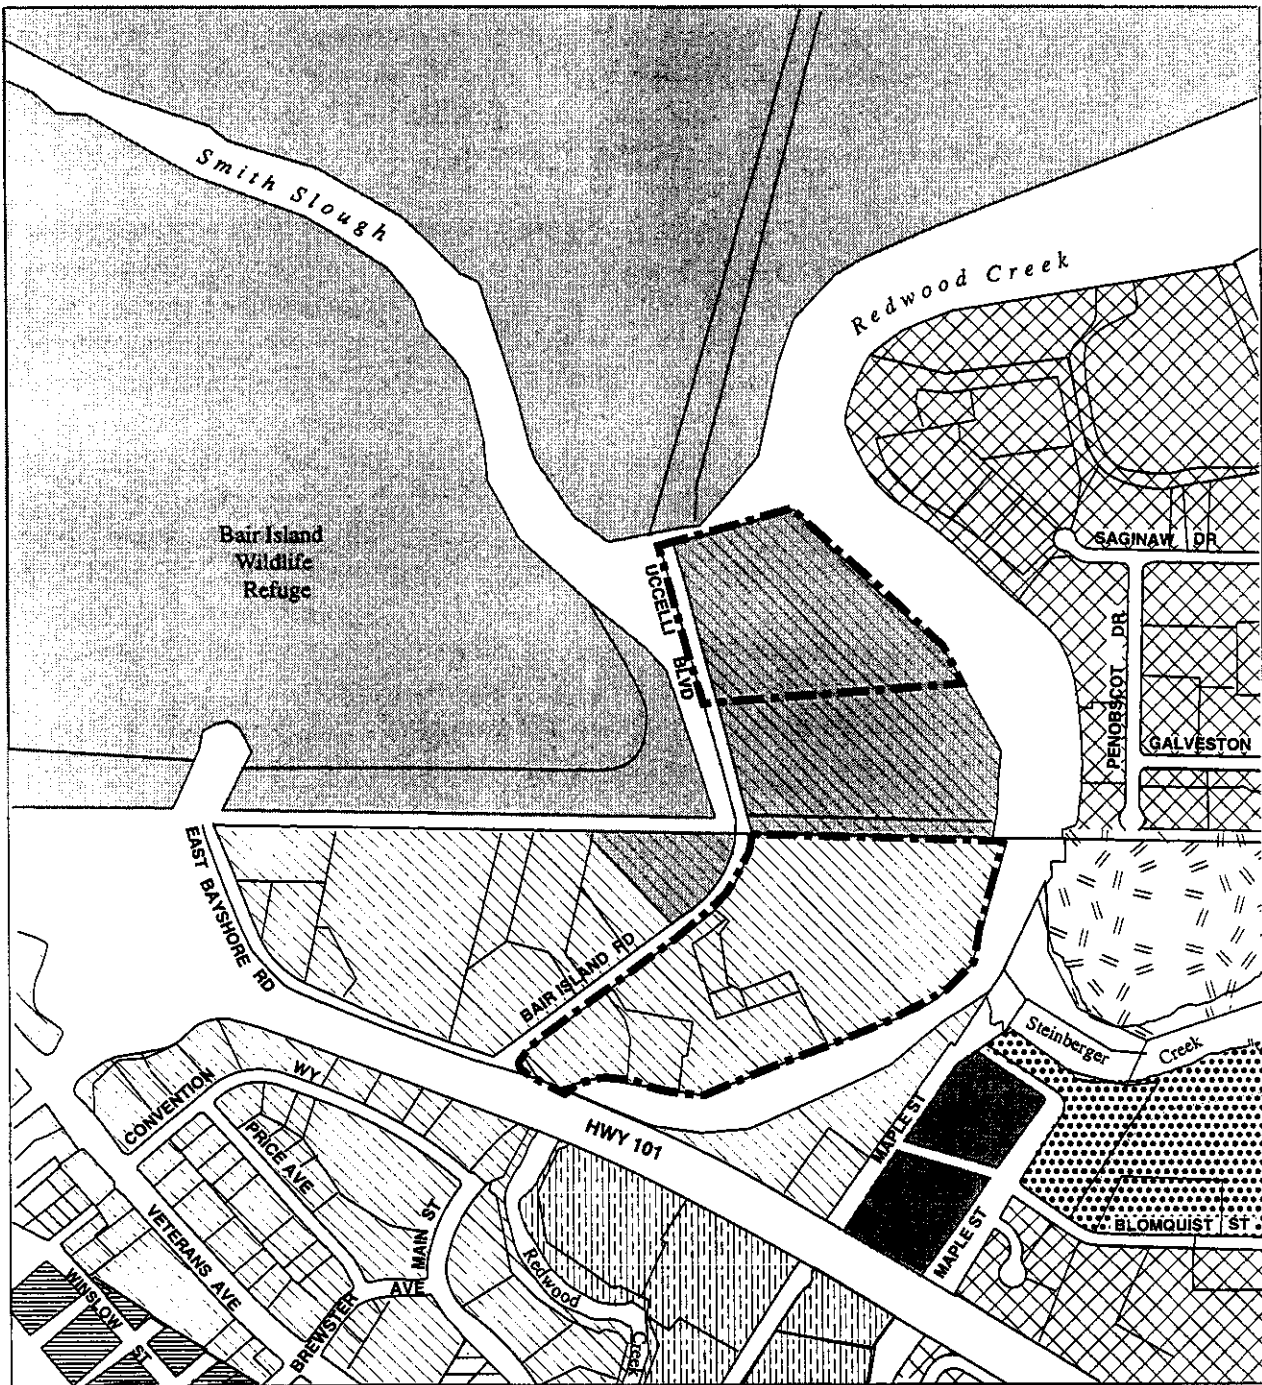 Smith Slough
Redwood Creek
Bair Island
Wildlife
Refuge
UCCELLI BLVD
SAGINAW DR
PENOBSCOT DR
GALVESTON
EAST BAYSHORE RD
BAIR ISLAND RD
Steinberger Creek
CONVENTION WY
PRICE AVE
HWY 101
MAPLE ST
MAPLE ST
BLOMQUIST ST
MAIN ST
VETERANS AVE
WINSLOW ST
BREWSTER AVE
Redwood Creek